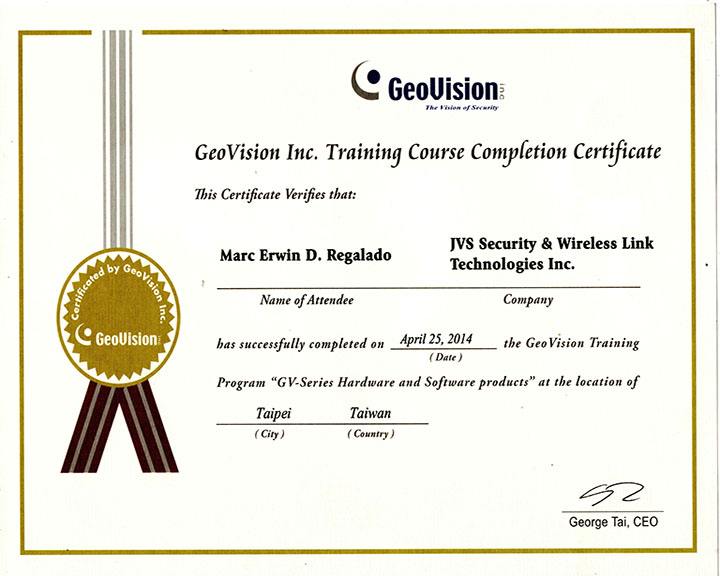 GeoVision inc
The Vision of Security
GeoVision Inc. Training Course Completion Certificate
This Certificate Verifies that:
Marc Erwin D. Regalado
JVS Security & Wireless Link
Technologies Inc.
Name of Attendee Company
has successfully completed on April 25, 2014 the GeoVision Training
( Date )
Program “GV-Series Hardware and Software products” at the location of
Taipei Taiwan
( City ) ( Country )
Certificated by GeoVision Inc.
GeoVision inc
George Tai, CEO